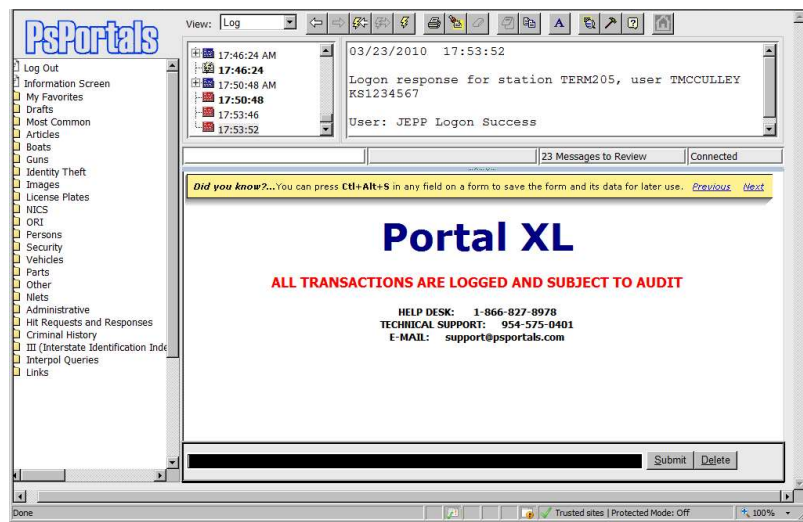 PsPortals
Log Out
Information Screen
My Favorites
Drafts
Most Common
Articles
Boats
Guns
Identity Theft
Images
License Plates
NICS
ORI
Persons
Security
Vehicles
Parts
Other
Nlets
Administrative
Hit Requests and Responses
Criminal History
III (Interstate Identification Inde
Interpol Queries
Links
View: Log
17:46:24 AM
17:46:24
17:50:48 AM
17:50:48
17:53:46
17:53:52
03/23/2010 17:53:52
Logon response for station TERM205, user TMCCULLEY
KS1234567
User: JEPP Logon Success
23 Messages to Review
Connected
Did you know?...You can press Ctl+Alt+S in any field on a form to save the form and its data for later use. Previous Next
Portal XL
ALL TRANSACTIONS ARE LOGGED AND SUBJECT TO AUDIT
HELP DESK: 1-866-827-8978
TECHNICAL SUPPORT: 954-575-0401
E-MAIL: support@psportals.com
Submit Delete
Done
Trusted sites | Protected Mode: Off
100%